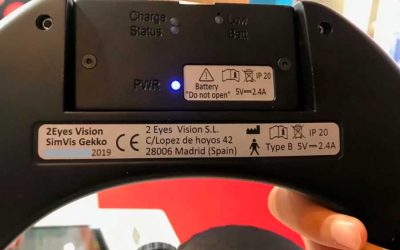 Charge
Status
Low
Batt
PWR
Battery
"Do not open"
IP 20
5V 2.4A
2Eyes Vision
SimVis Gekko
2019
CE
2 Eyes Vision S.L.
C/Lopez de hoyos 42
28006 Madrid (Spain)
IP 20
Type B 5V 2.4A